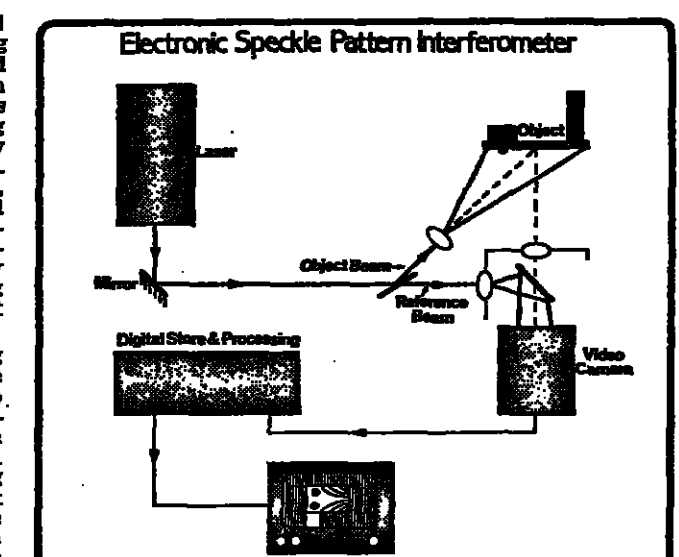 Electronic Speckle Pattern Interferometer
Object
Laser
Object Beam
Mirror
Reference
Beam
Digital Store & Processing
Video
Camera